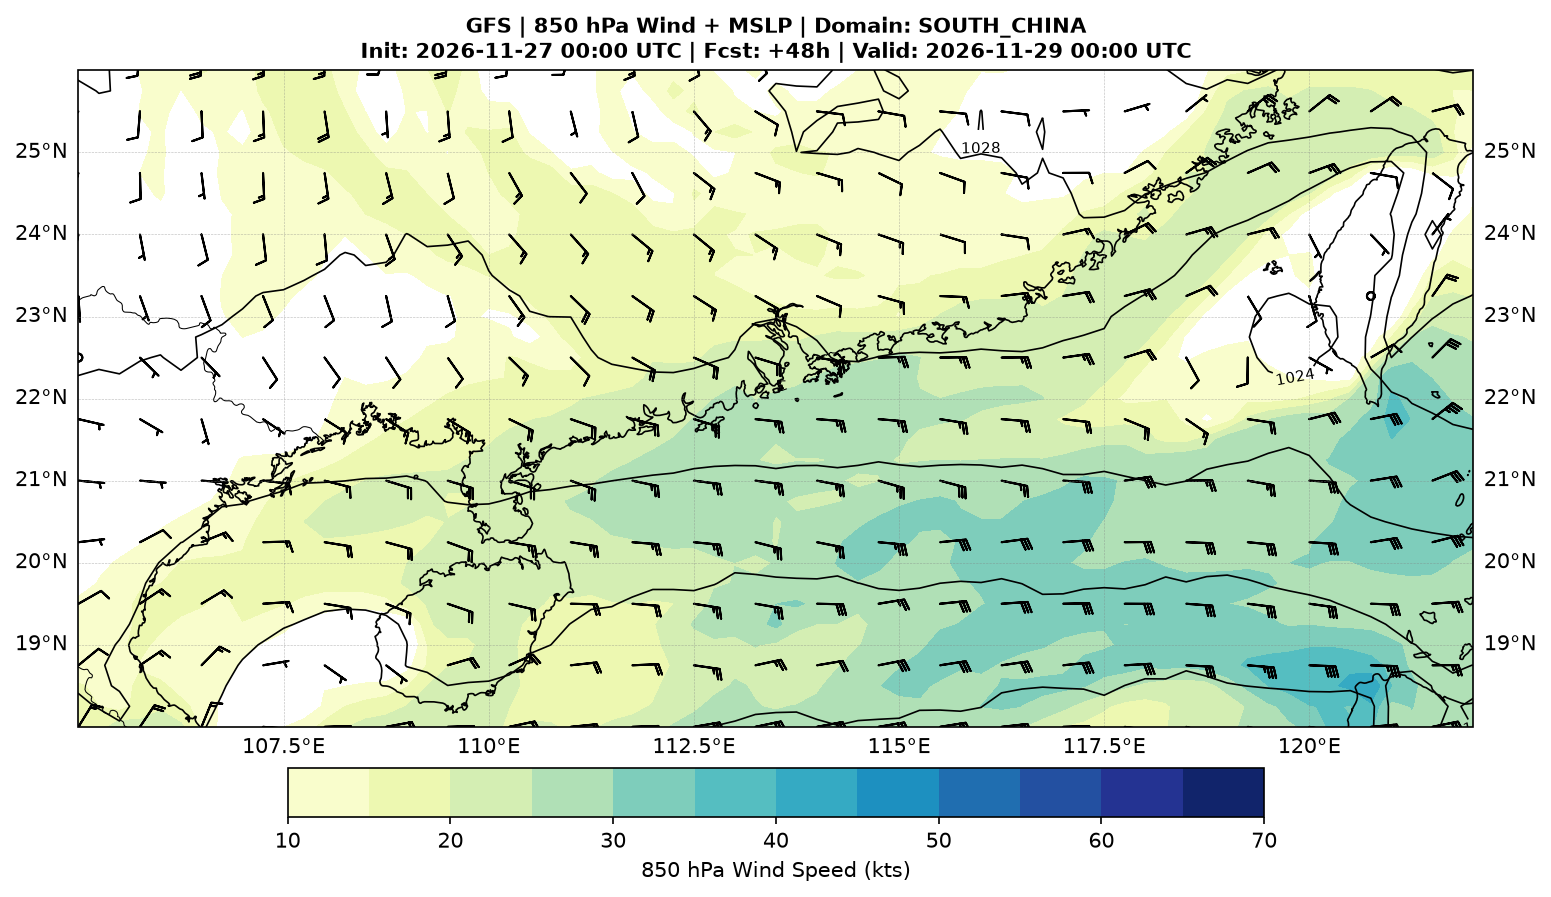 GFS | 850 hPa Wind + MSLP | Domain: SOUTH_CHINA
Init: 2026-11-27 00:00 UTC | Fcst: +48h | Valid: 2026-11-29 00:00 UTC
25°N 25°N
1028
24°N 24°N
23°N 23°N
1024
22°N 22°N
21°N 21°N
20°N 20°N
19°N 19°N
107.5°E 110°E 112.5°E 115°E 117.5°E 120°E
10 20 30 40 50 60 70
850 hPa Wind Speed (kts)